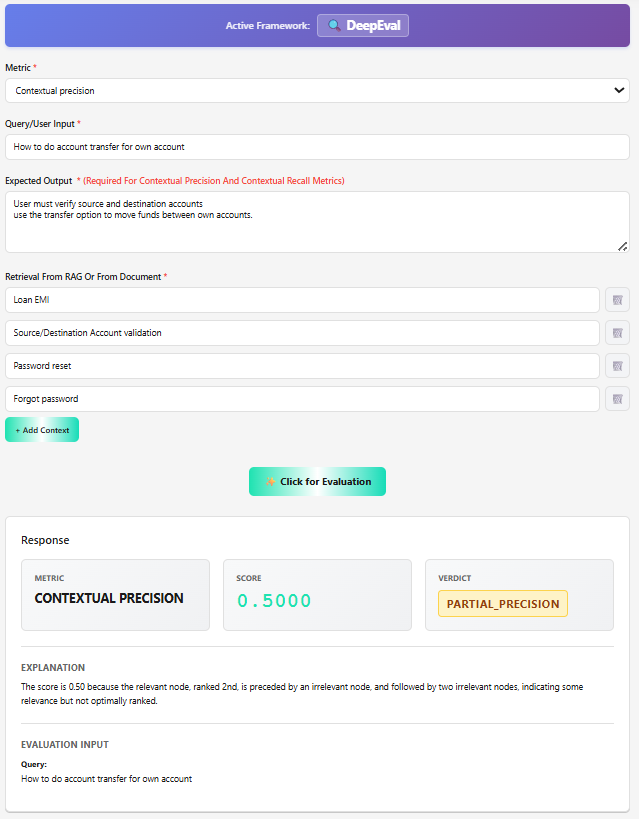 Active Framework: DeepEval
Metric *
Contextual precision
Query/User Input *
How to do account transfer for own account
Expected Output * (Required For Contextual Precision And Contextual Recall Metrics)
User must verify source and destination accounts
use the transfer option to move funds between own accounts.
Retrieval From RAG Or From Document *
Loan EMI
Source/Destination Account validation
Password reset
Forgot password
+ Add Context
Click for Evaluation
Response
METRIC
CONTEXTUAL PRECISION
SCORE
0.5000
VERDICT
PARTIAL_PRECISION
EXPLANATION
The score is 0.50 because the relevant node, ranked 2nd, is preceded by an irrelevant node, and followed by two irrelevant nodes, indicating some
relevance but not optimally ranked.
EVALUATION INPUT
Query:
How to do account transfer for own account